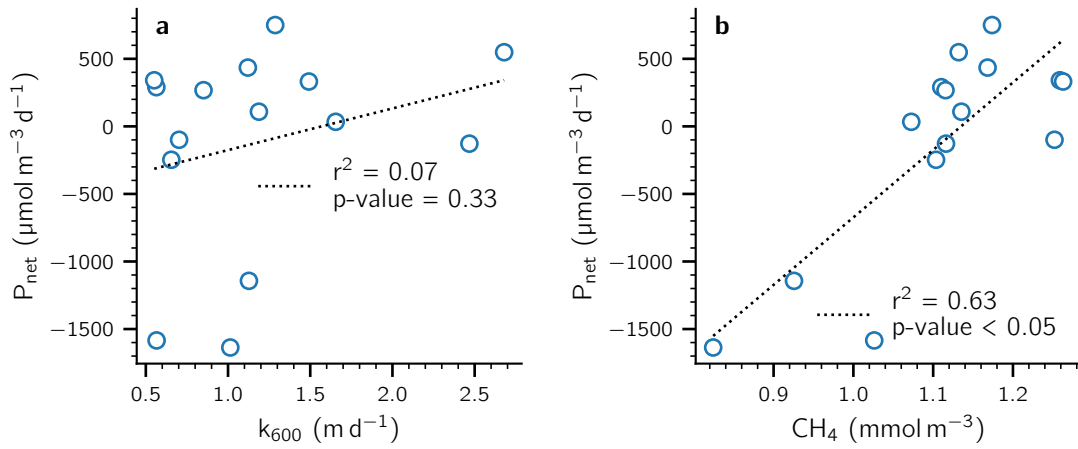 a
500
0
−500
−1000
−1500
P_net (μmol m⁻³ d⁻¹)
r² = 0.07
p-value = 0.33
0.5 1.0 1.5 2.0 2.5
k₆₀₀ (m d⁻¹)
b
500
0
−500
−1000
−1500
P_net (μmol m⁻³ d⁻¹)
r² = 0.63
p-value < 0.05
0.9 1.0 1.1 1.2
CH₄ (mmol m⁻³)